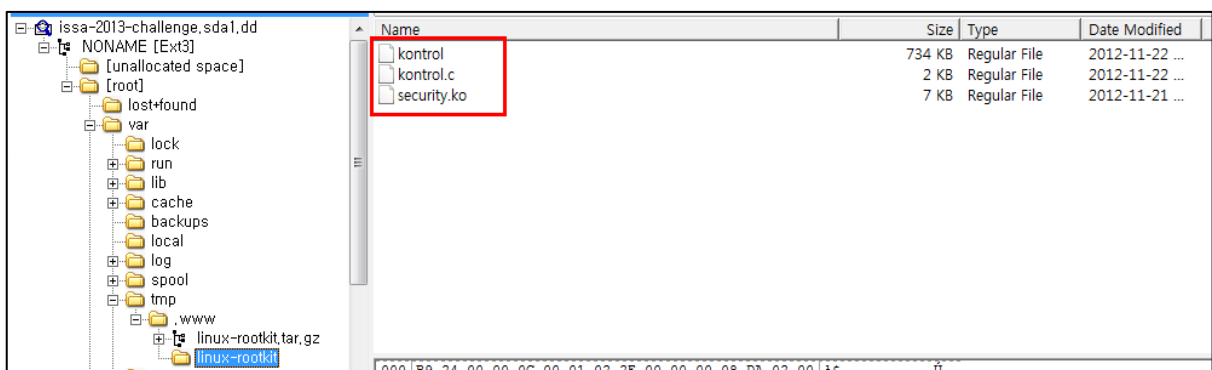 issa-2013-challenge.sda1.dd
NONAME [Ext3]
[unallocated space]
[root]
lost+found
var
lock
run
lib
cache
backups
local
log
spool
tmp
.www
linux-rootkit.tar.gz
linux-rootkit
Name Size Type Date Modified
kontrol 734 KB Regular File 2012-11-22 ...
kontrol.c 2 KB Regular File 2012-11-22 ...
security.ko 7 KB Regular File 2012-11-21 ...